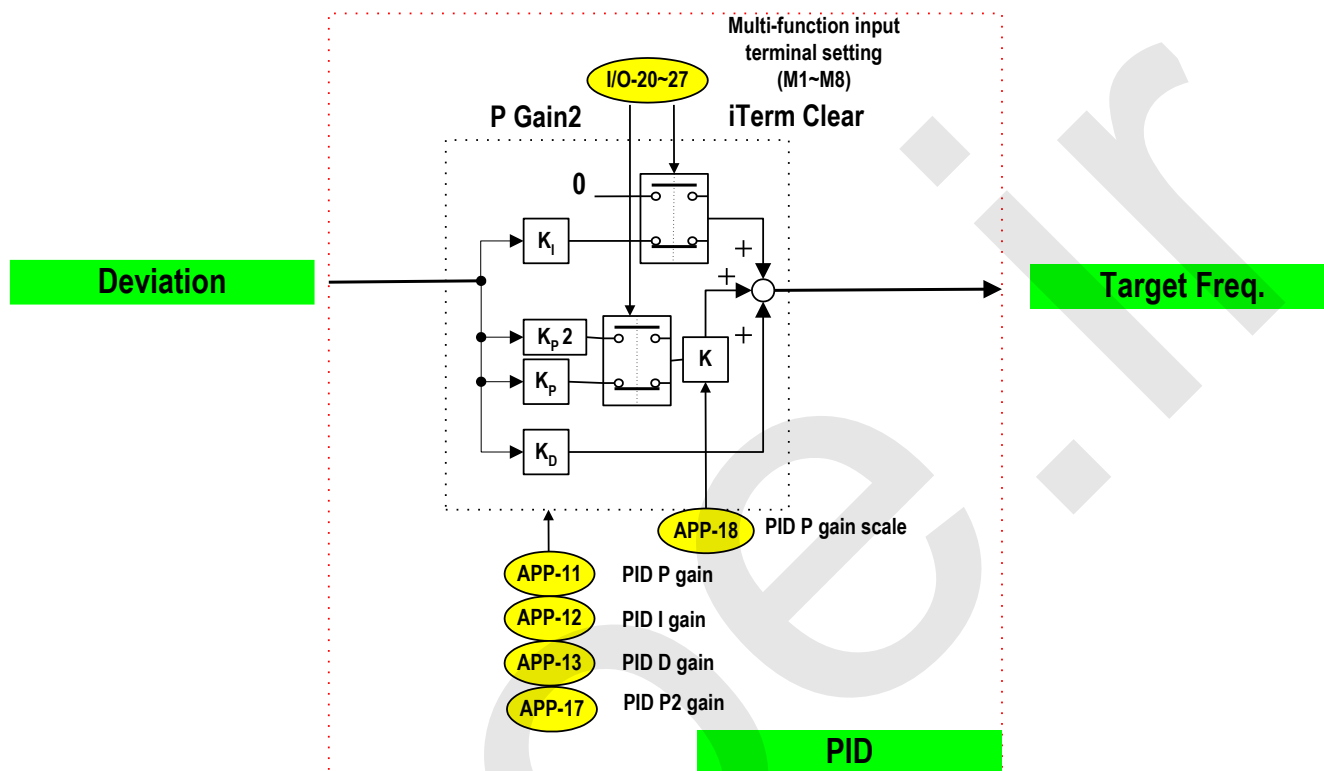 Multi-function input
terminal setting
(M1~M8)
I/O-20~27
P Gain2
iTerm Clear
0
KI
+
+
Deviation
Target Freq.
KP 2
K
+
KP
KD
APP-18
PID P gain scale
APP-11
PID P gain
APP-12
PID I gain
APP-13
PID D gain
APP-17
PID P2 gain
PID